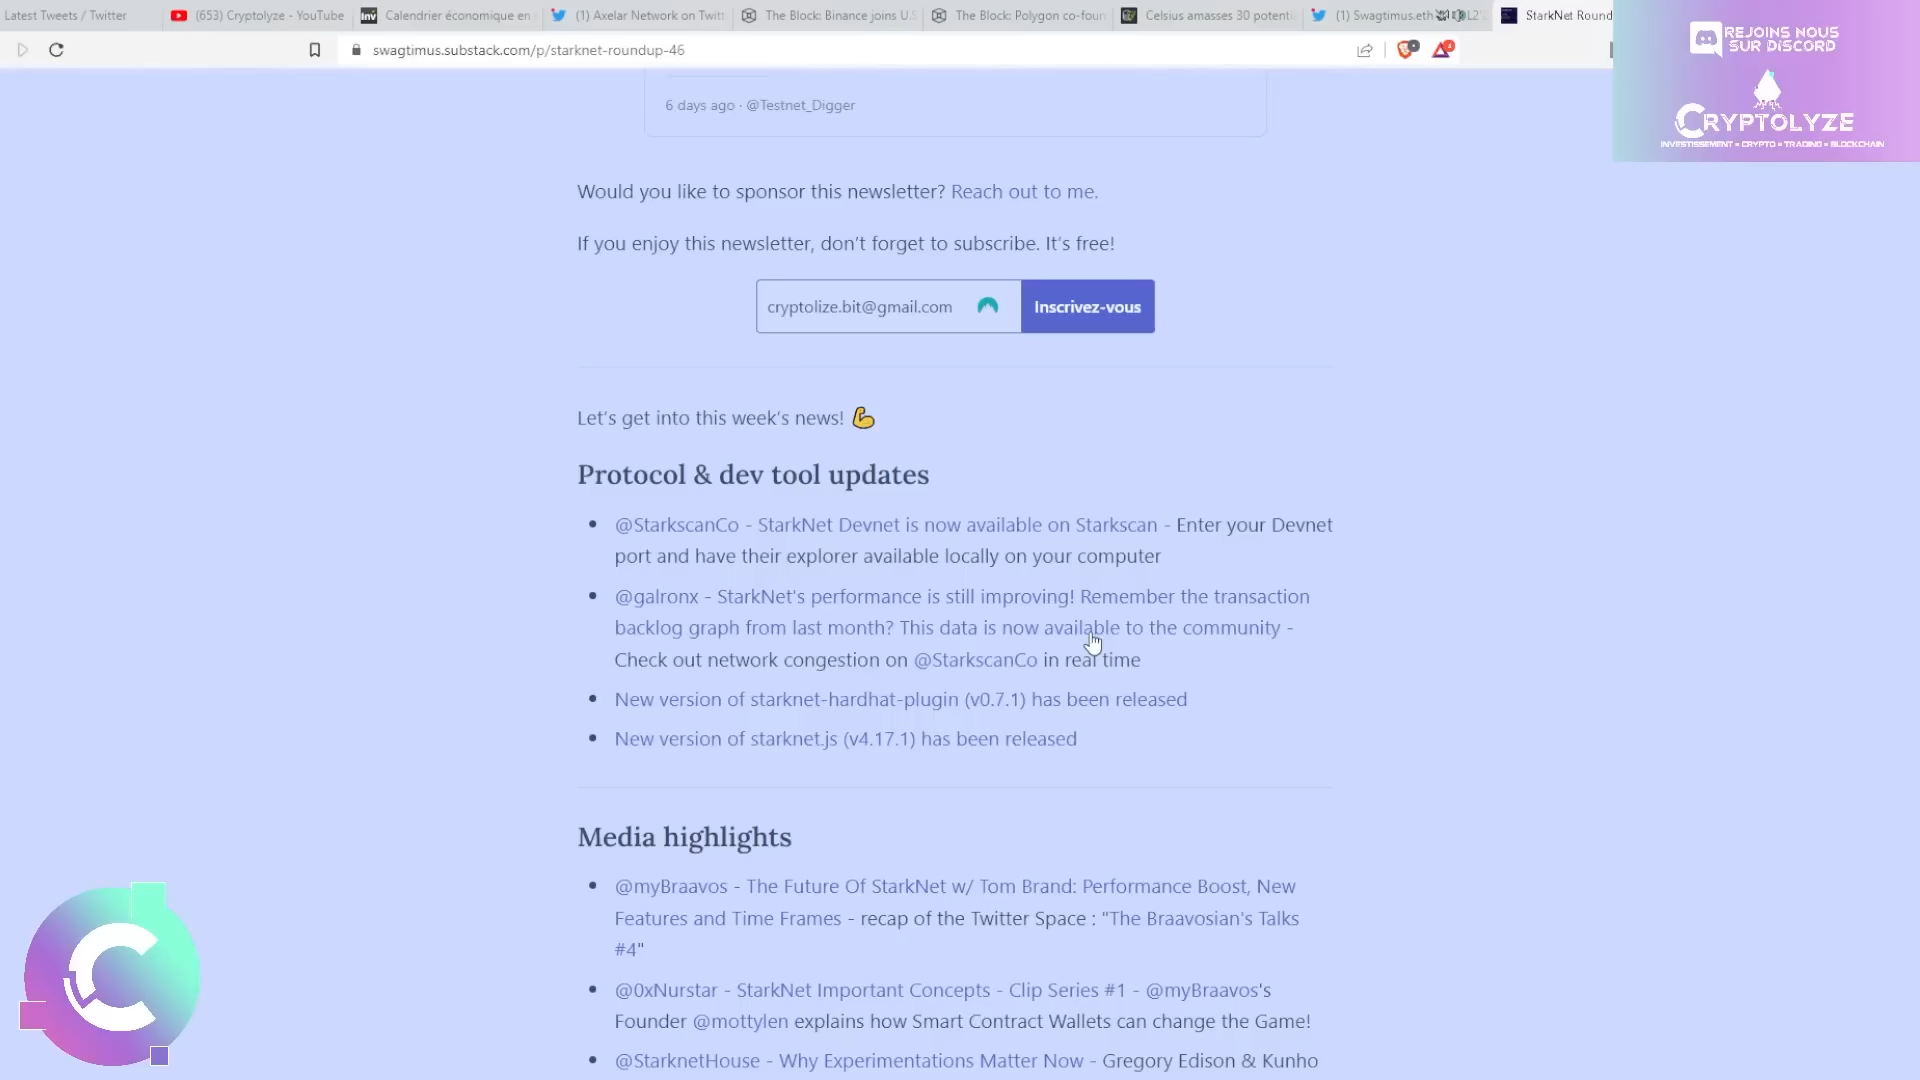 Latest Tweets / Twitter
(653) Cryptolyze - YouTube
Inv
Calendrier économique en
(1) Axelar Network on Twitt
The Block: Binance joins U.S
The Block: Polygon co-foun
Celsius amasses 30 potenti
(1) Swagtimus.eth
StarkNet Round
swagtimus.substack.com/p/starknet-roundup-46
REJOINS NOUS
SUR DISCORD
CRYPTOLYZE
INVESTISSEMENT • CRYPTO • TRADING • BLOCKCHAIN
6 days ago · @Testnet_Digger
Would you like to sponsor this newsletter? Reach out to me.
If you enjoy this newsletter, don’t forget to subscribe. It’s free!
cryptolize.bit@gmail.com
Inscrivez-vous
Let’s get into this week’s news! 💪
Protocol & dev tool updates
• @StarkscanCo - StarkNet Devnet is now available on Starkscan - Enter your Devnet
port and have their explorer available locally on your computer
• @galronx - StarkNet's performance is still improving! Remember the transaction
backlog graph from last month? This data is now available to the community -
Check out network congestion on @StarkscanCo in real time
• New version of starknet-hardhat-plugin (v0.7.1) has been released
• New version of starknet.js (v4.17.1) has been released
Media highlights
• @myBraavos - The Future Of StarkNet w/ Tom Brand: Performance Boost, New
Features and Time Frames - recap of the Twitter Space : "The Braavosian's Talks
#4"
• @0xNurstar - StarkNet Important Concepts - Clip Series #1 - @myBraavos's
Founder @mottylen explains how Smart Contract Wallets can change the Game!
• @StarknetHouse - Why Experimentations Matter Now - Gregory Edison & Kunho